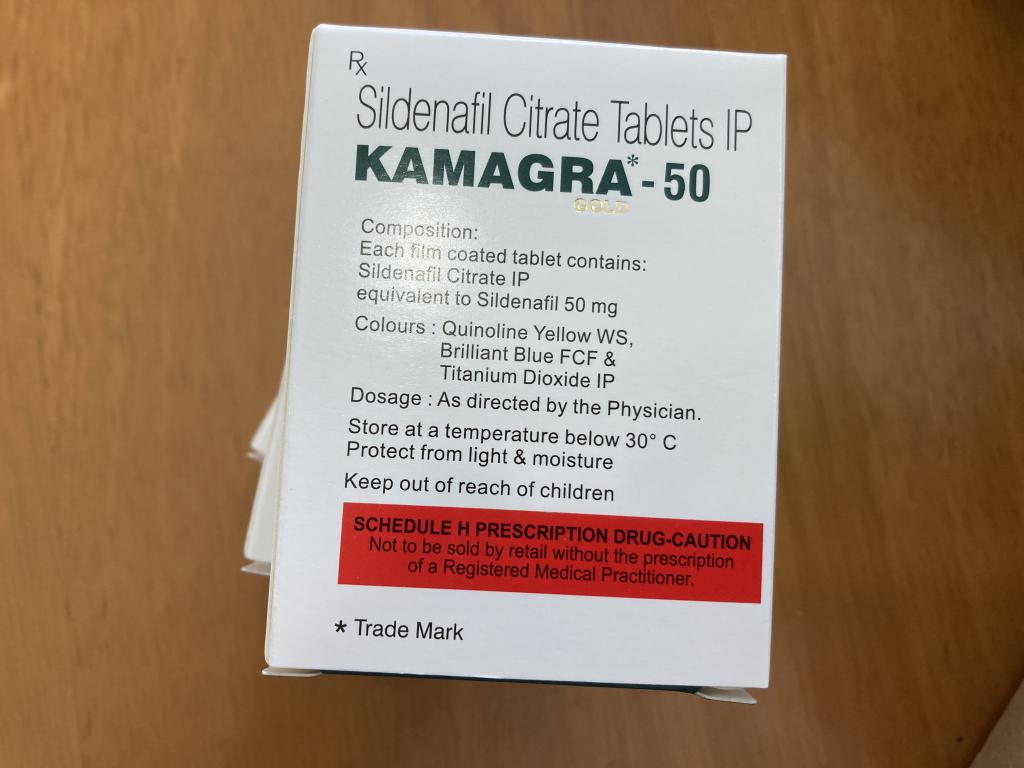 Rx
Sildenafil Citrate Tablets IP
KAMAGRA* - 50
GOLD
Composition:
Each film coated tablet contains:
Sildenafil Citrate IP
equivalent to Sildenafil 50 mg
Colours : Quinoline Yellow WS,
Brilliant Blue FCF &
Titanium Dioxide IP
Dosage : As directed by the Physician.
Store at a temperature below 30° C
Protect from light & moisture
Keep out of reach of children
SCHEDULE H PRESCRIPTION DRUG-CAUTION
Not to be sold by retail without the prescription
of a Registered Medical Practitioner.
* Trade Mark